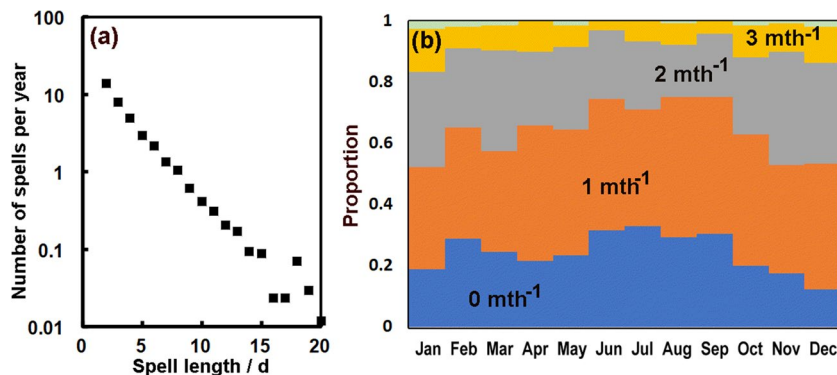 (a)
Number of spells per year
100
10
1
0.1
0.01
0
5
10
15
20
Spell length / d
(b)
Proportion
1
0.8
0.6
0.4
0.2
0
3 mth-1
2 mth-1
1 mth-1
0 mth-1
Jan Feb Mar Apr May Jun Jul Aug Sep Oct Nov Dec